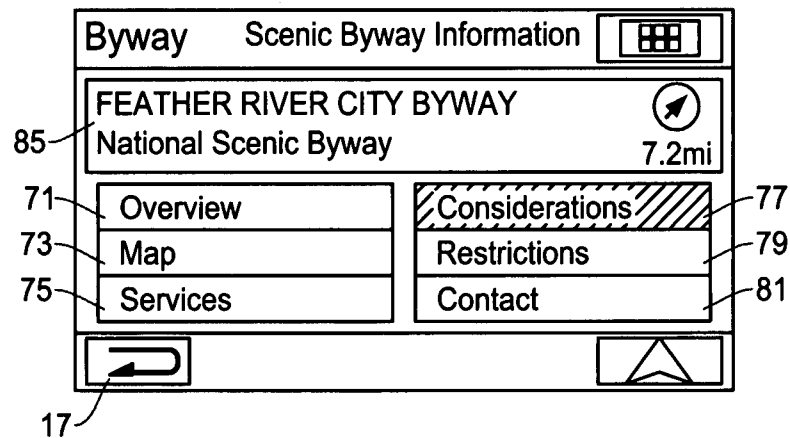 Byway Scenic Byway Information
FEATHER RIVER CITY BYWAY
85 National Scenic Byway 7.2mi
71 Overview Considerations 77
73 Map Restrictions 79
75 Services Contact 81
17